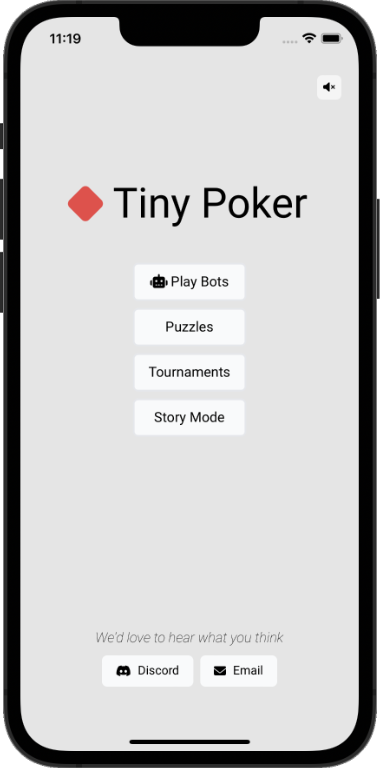 11:19
Tiny Poker
Play Bots
Puzzles
Tournaments
Story Mode
We'd love to hear what you think
Discord Email